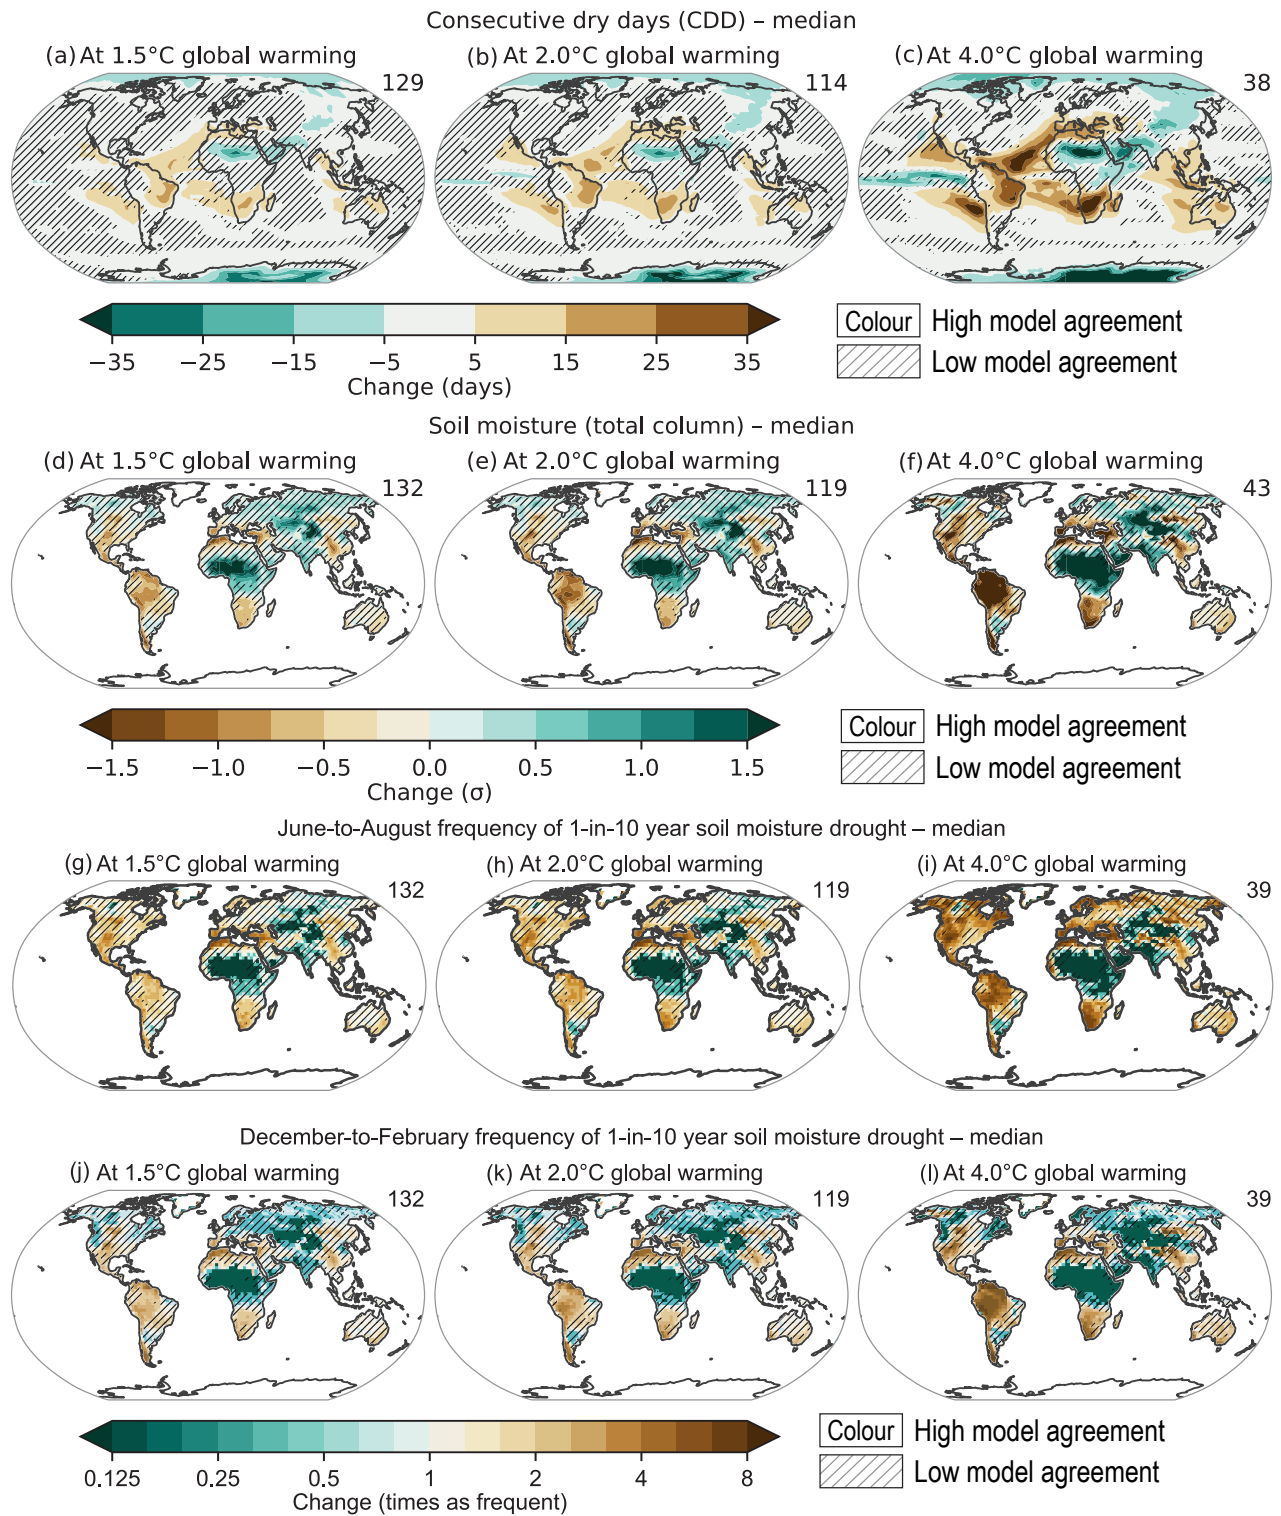 Consecutive dry days (CDD) – median
(a) At 1.5°C global warming
129
(b) At 2.0°C global warming
114
(c) At 4.0°C global warming
38
−35 −25 −15 −5 5 15 25 35
Change (days)
Colour High model agreement
Low model agreement
Soil moisture (total column) – median
(d) At 1.5°C global warming
132
(e) At 2.0°C global warming
119
(f) At 4.0°C global warming
43
−1.5 −1.0 −0.5 0.0 0.5 1.0 1.5
Change (σ)
Colour High model agreement
Low model agreement
June-to-August frequency of 1-in-10 year soil moisture drought – median
(g) At 1.5°C global warming
132
(h) At 2.0°C global warming
119
(i) At 4.0°C global warming
39
December-to-February frequency of 1-in-10 year soil moisture drought – median
(j) At 1.5°C global warming
132
(k) At 2.0°C global warming
119
(l) At 4.0°C global warming
39
0.125 0.25 0.5 1 2 4 8
Change (times as frequent)
Colour High model agreement
Low model agreement